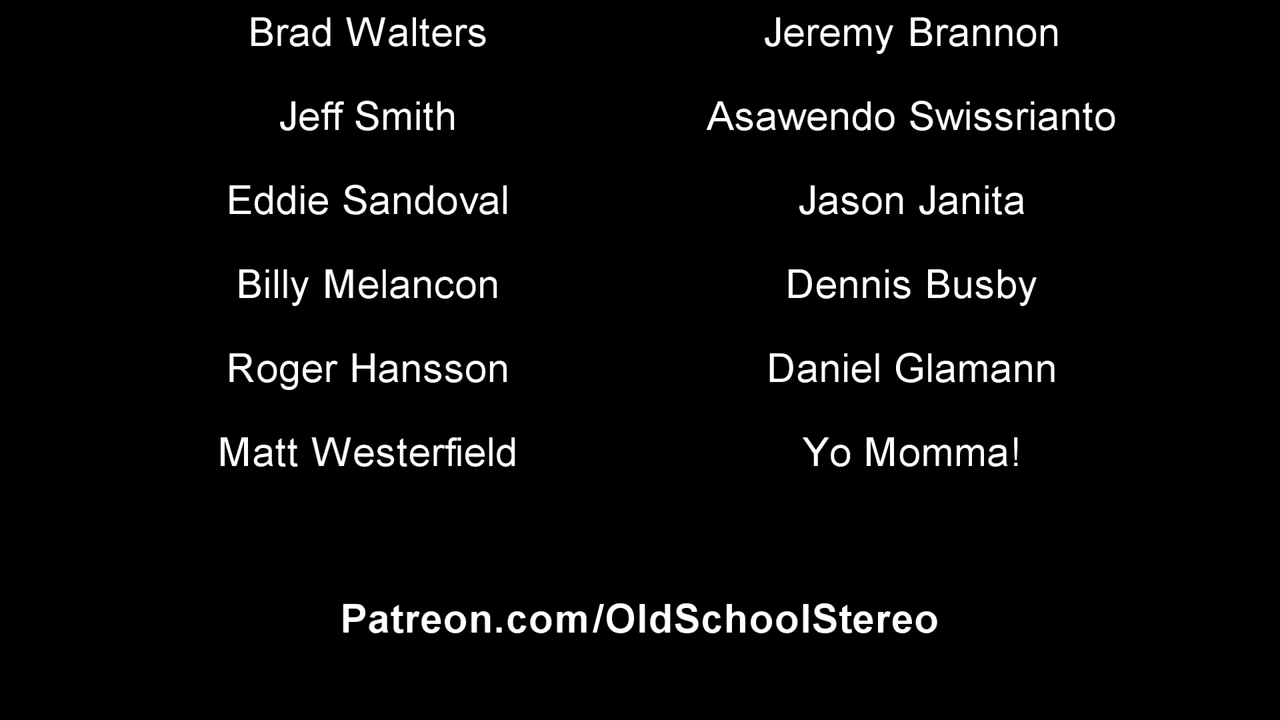 Brad Walters
Jeremy Brannon
Jeff Smith
Asawendo Swissrianto
Eddie Sandoval
Jason Janita
Billy Melancon
Dennis Busby
Roger Hansson
Daniel Glamann
Matt Westerfield
Yo Momma!
Patreon.com/OldSchoolStereo